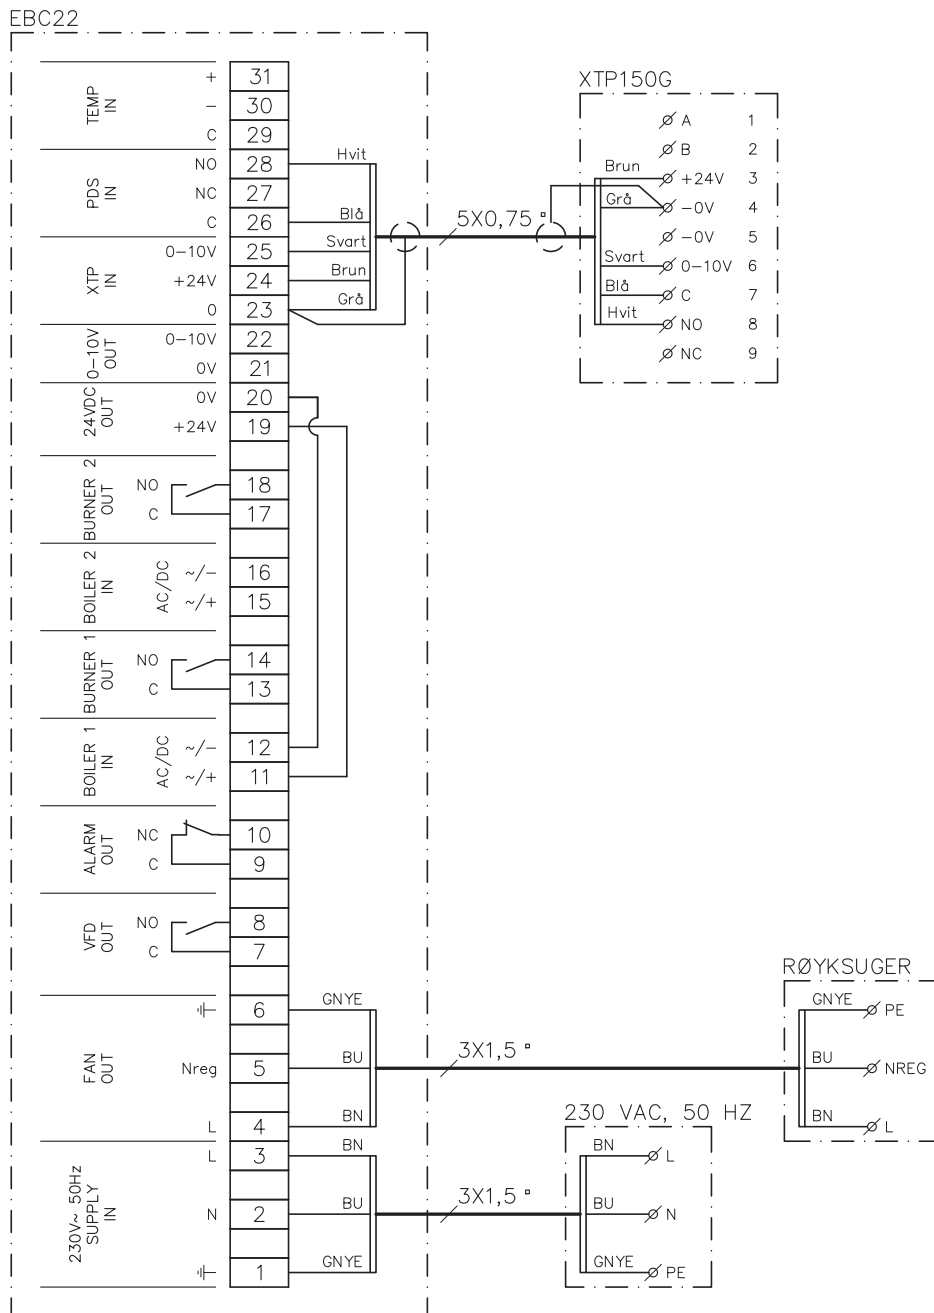 EBC22
TEMP
IN
+ 31
- 30
C 29
PDS
IN
NO 28 Hvit
NC 27
C 26 Blå
XTP
IN
0-10V 25 Svart
+24V 24 Brun
0 23 Grå
0-10V
OUT
0-10V 22
0V 21
24VDC
OUT
0V 20
+24V 19
BURNER 2
OUT
NO 18
C 17
BOILER 2
IN
AC/DC
~/- 16
~/+ 15
BURNER 1
OUT
NO 14
C 13
BOILER 1
IN
AC/DC
~/- 12
~/+ 11
ALARM
OUT
NC 10
C 9
VFD
OUT
NO 8
C 7
FAN
OUT
6 GNYE
Nreg 5 BU
L 4 BN
230V~ 50Hz
SUPPLY
IN
L 3 BN
N 2 BU
1 GNYE
5X0,75 ▫
XTP150G
A 1
B 2
Brun +24V 3
Grå -0V 4
-0V 5
Svart 0-10V 6
Blå C 7
Hvit NO 8
NC 9
3X1,5 ▫
RØYKSUGER
GNYE PE
BU NREG
BN L
3X1,5 ▫
230 VAC, 50 HZ
BN L
BU N
GNYE PE